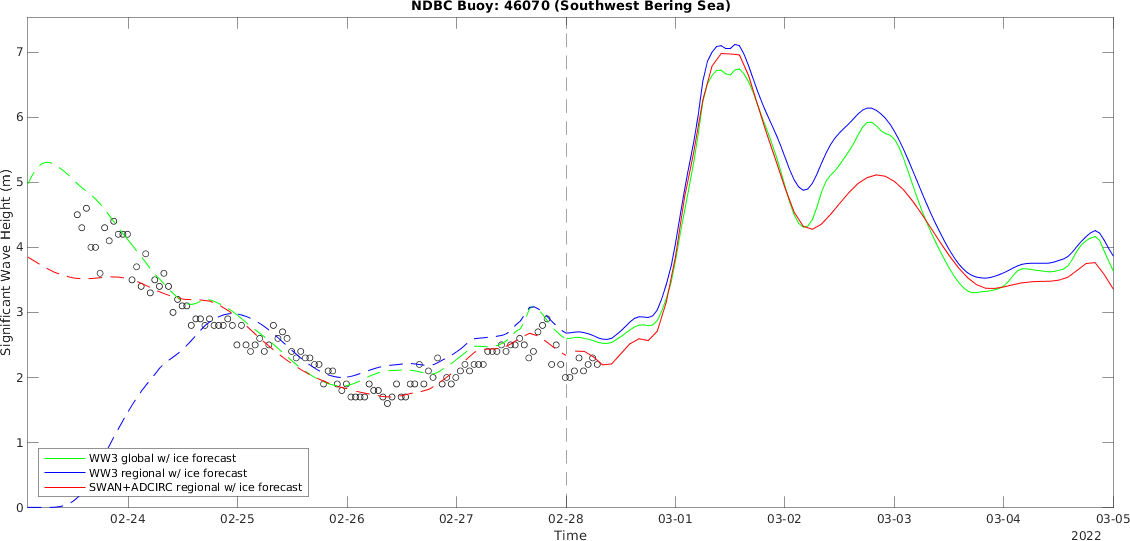 NDBC Buoy: 46070 (Southwest Bering Sea)
7
6
5
4
3
2
1
0
Significant Wave Height (m)
WW3 global w/ ice forecast
WW3 regional w/ ice forecast
SWAN+ADCIRC regional w/ ice forecast
02-24 02-25 02-26 02-27 02-28 03-01 03-02 03-03 03-04 03-05
Time
2022